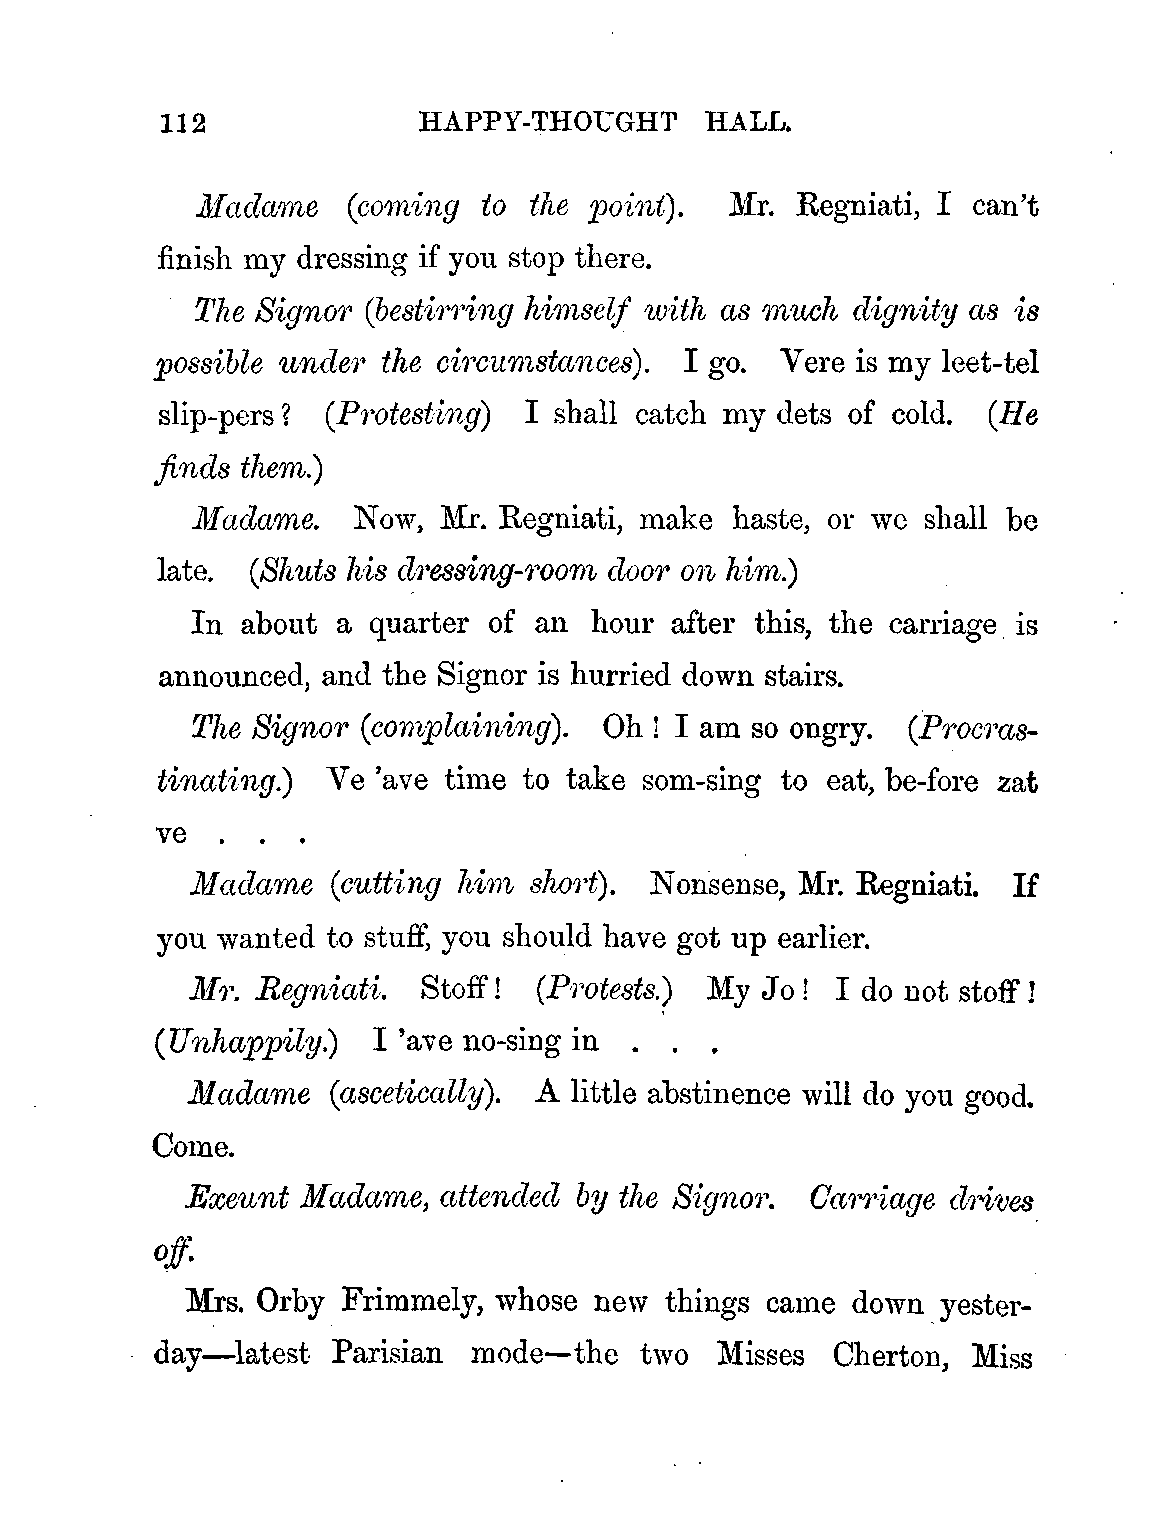 112 HAPPY-THOUGHT HALL.
Madame (coming to the point). Mr. Regniati, I can't
finish my dressing if you stop there.
The Signor (bestirring himself with as much dignity as is
possible under the circumstances). I go. Vere is my leet-tel
slip-pers? (Protesting) I shall catch my dets of cold. (He
finds them.)
Madame. Now, Mr. Regniati, make haste, or we shall be
late. (Shuts his dressing-room door on him.)
In about a quarter of an hour after this, the carriage is
announced, and the Signor is hurried down stairs.
The Signor (complaining). Oh! I am so ongry. (Procras-
tinating.) Ve 'ave time to take som-sing to eat, be-fore zat
ve . . .
Madame (cutting him short). Nonsense, Mr. Regniati. If
you wanted to stuff, you should have got up earlier.
Mr. Regniati. Stoff! (Protests.) My Jo! I do not stoff!
(Unhappily.) I 'ave no-sing in . . .
Madame (ascetically). A little abstinence will do you good.
Come.
Exeunt Madame, attended by the Signor. Carriage drives
off.
Mrs. Orby Frimmely, whose new things came down yester-
day—latest Parisian mode—the two Misses Cherton, Miss